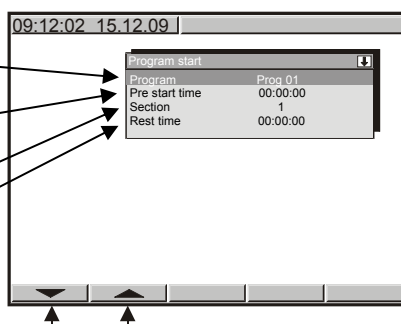 09:12:02 15.12.09
Program start
Program Prog 01
Pre start time 00:00:00
Section 1
Rest time 00:00:00